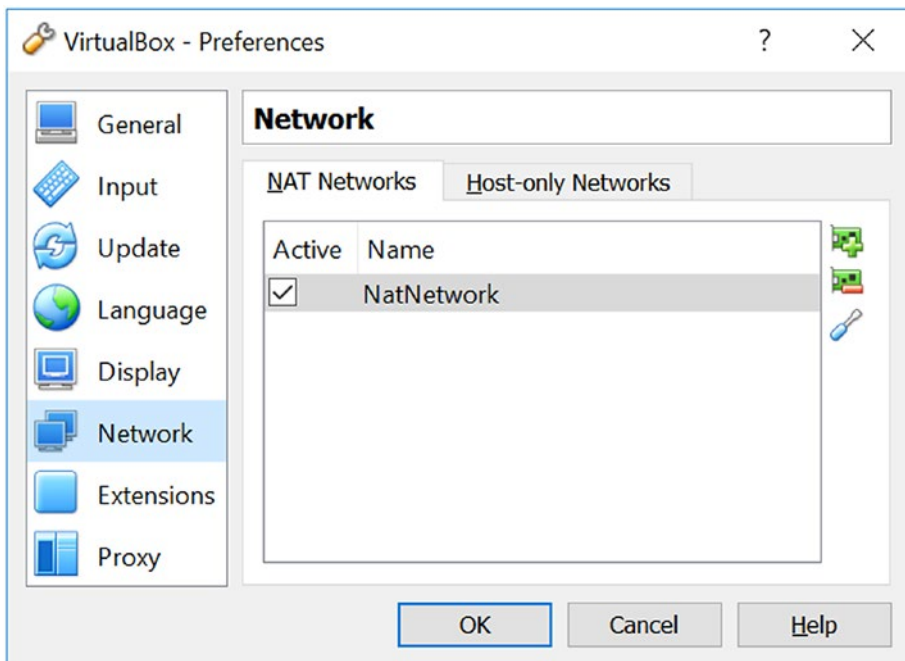 VirtualBox - Preferences
?
General
Input
Update
Language
Display
Network
Extensions
Proxy
Network
NAT Networks
Host-only Networks
Active Name
NatNetwork
OK Cancel Help